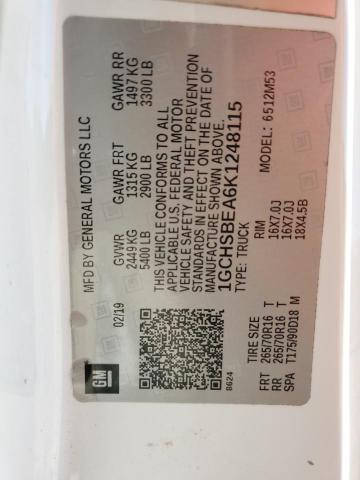 MFD BY GENERAL MOTORS LLC
02/19
GVWR GAWR FRT GAWR RR
2449 KG 1315 KG 1497 KG
5400 LB 2900 LB 3300 LB
THIS VEHICLE CONFORMS TO ALL
APPLICABLE U.S. FEDERAL MOTOR
VEHICLE SAFETY AND THEFT PREVENTION
STANDARDS IN EFFECT ON THE DATE OF
MANUFACTURE SHOWN ABOVE.
1GCHSBEA6K1248115
TYPE: TRUCK MODEL: 6512M53
GM
8624
TIRE SIZE RIM
FRT 265/70R16 T 16X7.0J
RR 265/70R16 T 16X7.0J
SPA T175/90D18 M 18X4.5B